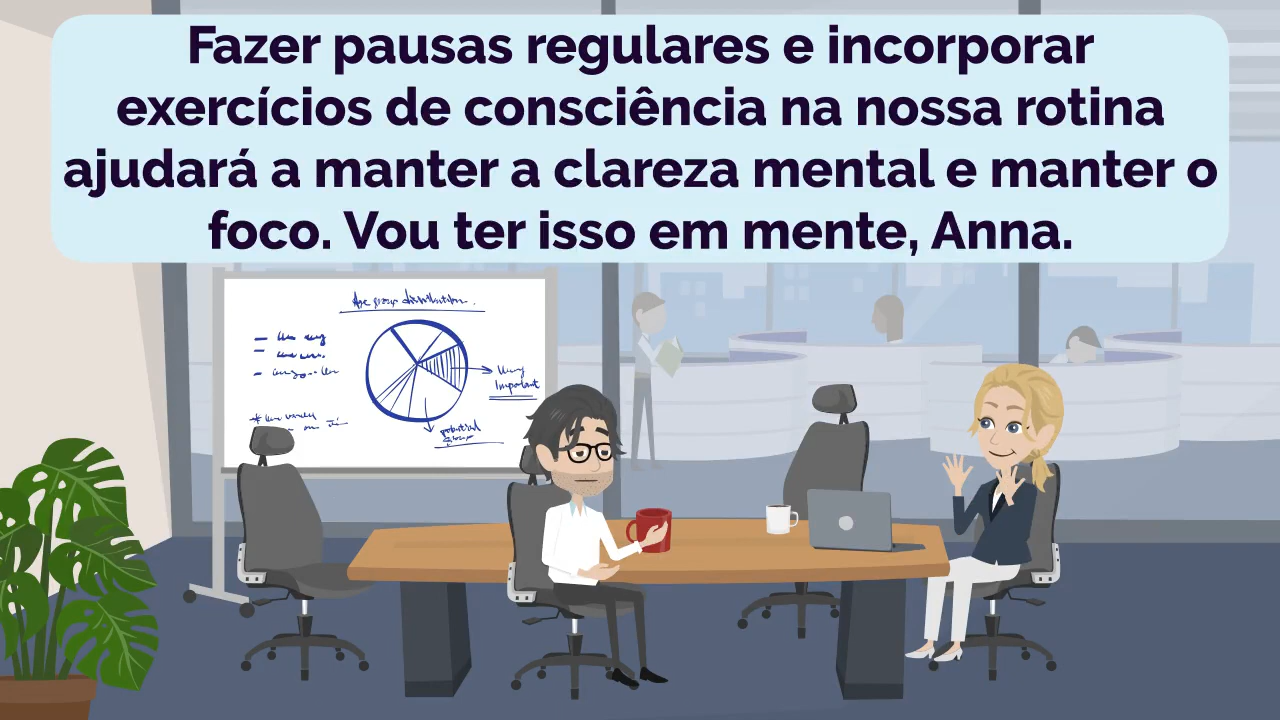 Fazer pausas regulares e incorporar
exercícios de consciência na nossa rotina
ajudará a manter a clareza mental e manter o
foco. Vou ter isso em mente, Anna.
Important